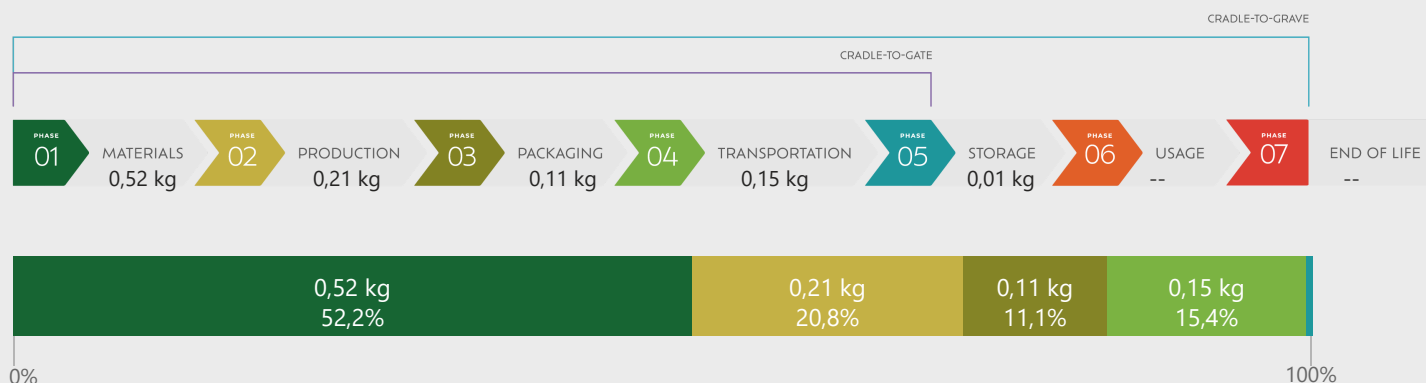 CRADLE-TO-GRAVE
CRADLE-TO-GATE
PHASE
01
MATERIALS
0,52 kg
PHASE
02
PRODUCTION
0,21 kg
PHASE
03
PACKAGING
0,11 kg
PHASE
04
TRANSPORTATION
0,15 kg
PHASE
05
STORAGE
0,01 kg
PHASE
06
USAGE
--
PHASE
07
END OF LIFE
--
0,52 kg
52,2%
0,21 kg
20,8%
0,11 kg
11,1%
0,15 kg
15,4%
0%
100%